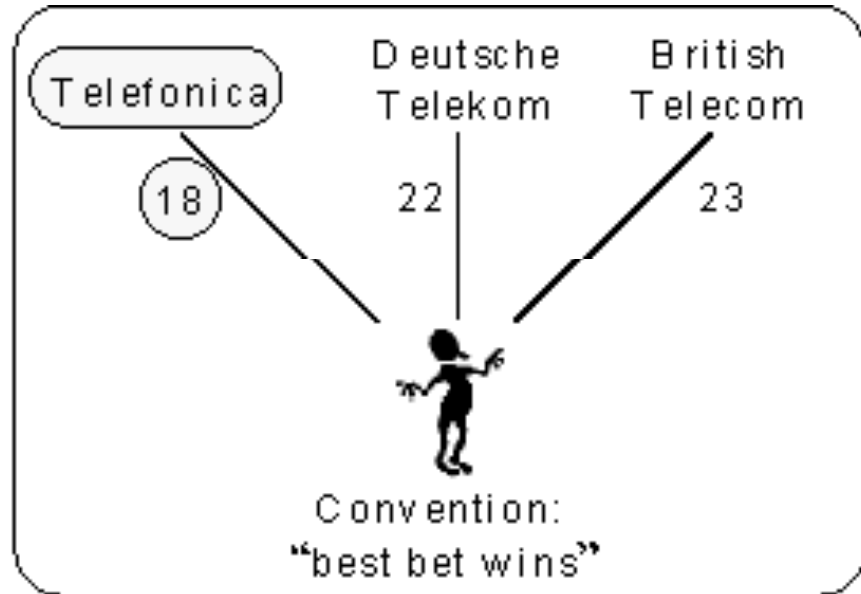 Telefonica
Deutsche
Telekom
British
Telecom
18
22
23
Convention:
“best bet wins”